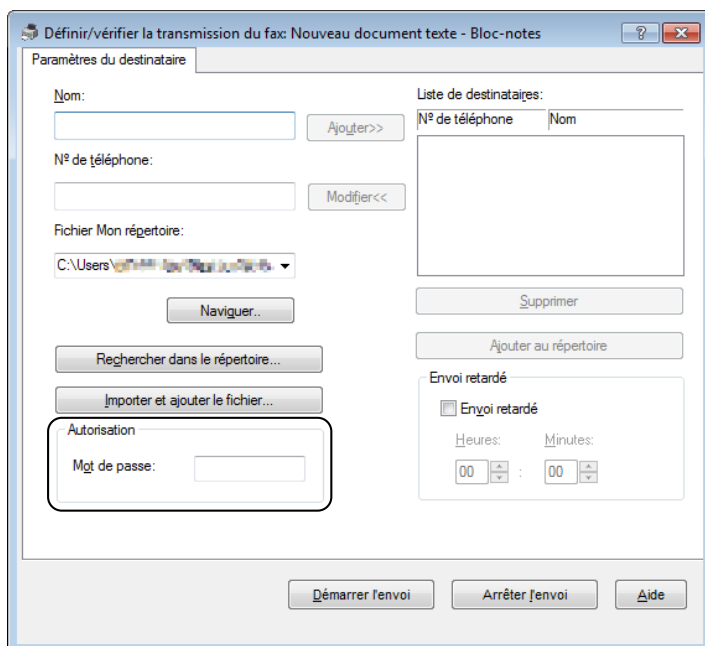 Définir/vérifier la transmission du fax: Nouveau document texte - Bloc-notes
Paramètres du destinataire
Nom:
Ajouter>>
Nº de téléphone:
Modifier<<
Fichier Mon répertoire:
C:\Users\
Naviguer..
Rechercher dans le répertoire...
Importer et ajouter le fichier...
Autorisation
Mot de passe:
Liste de destinataires:
Nº de téléphone Nom
Supprimer
Ajouter au répertoire
Envoi retardé
Envoi retardé
Heures: Minutes:
00 : 00
Démarrer l'envoi Arrêter l'envoi Aide